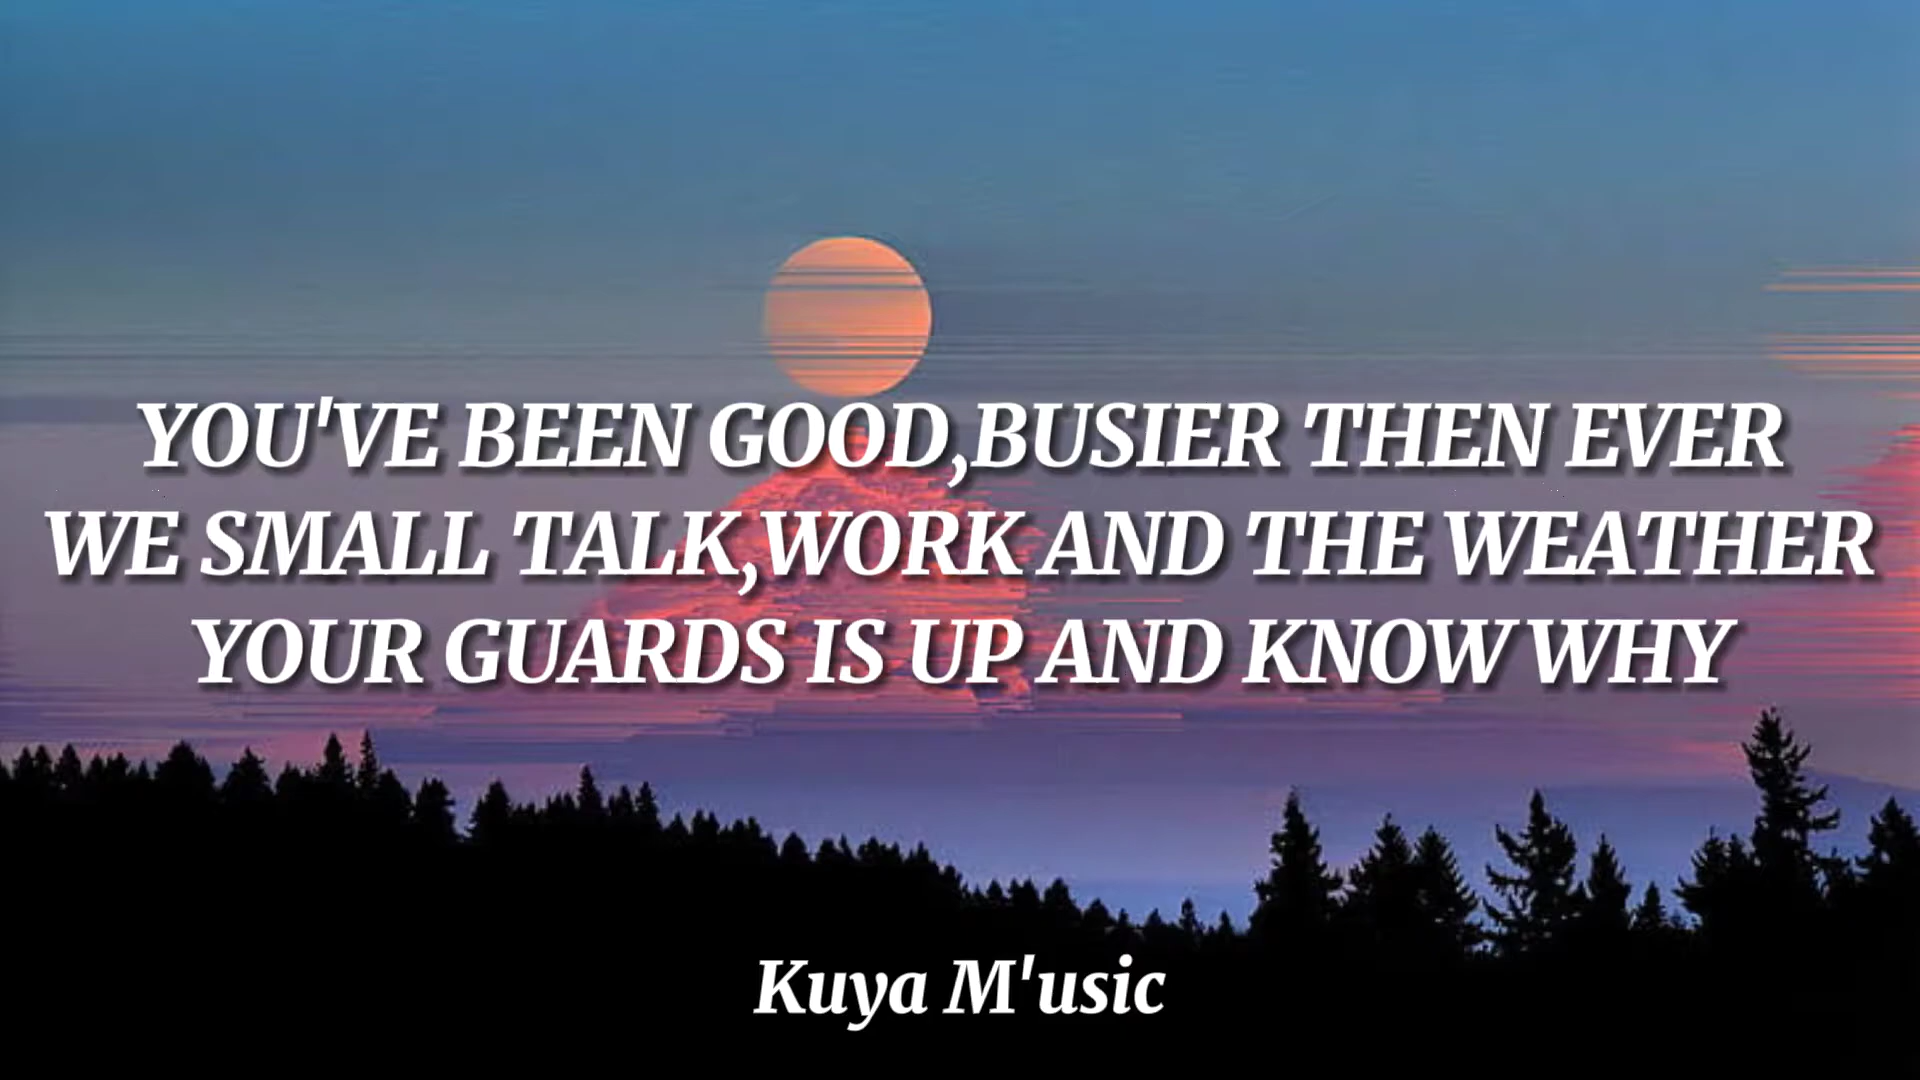 YOU'VE BEEN GOOD,BUSIER THEN EVER
WE SMALL TALK,WORK AND THE WEATHER
YOUR GUARDS IS UP AND KNOW WHY
Kuya M'usic